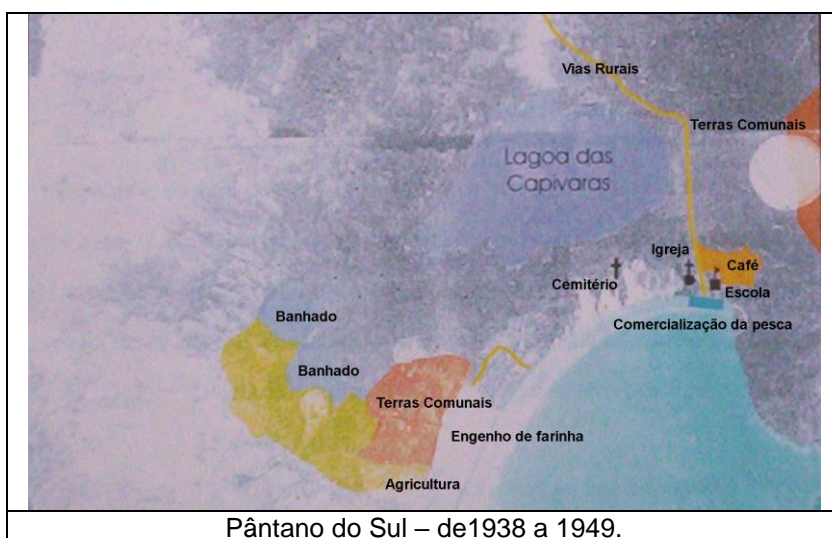 Vias Rurais
Terras Comunais
Lagoa das
Capivaras
Igreja
Café
Cemitério
Escola
Comercialização da pesca
Banhado
Banhado
Terras Comunais
Engenho de farinha
Agricultura
Pântano do Sul – de1938 a 1949.